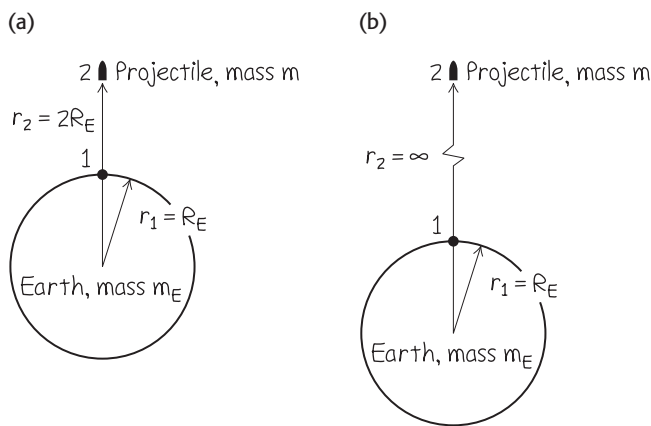 (a)
2 Projectile, mass m
r₂ = 2R_E
1
r₁ = R_E
Earth, mass m_E
(b)
2 Projectile, mass m
r₂ = ∞
1
r₁ = R_E
Earth, mass m_E